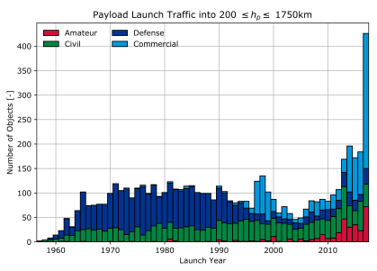 Payload Launch Traffic into 200 ≤ hₚ ≤ 1750km
Amateur
Civil
Defense
Commercial
Number of Objects [-]
400
350
300
250
200
150
100
50
0
1960
1970
1980
1990
2000
2010
Launch Year